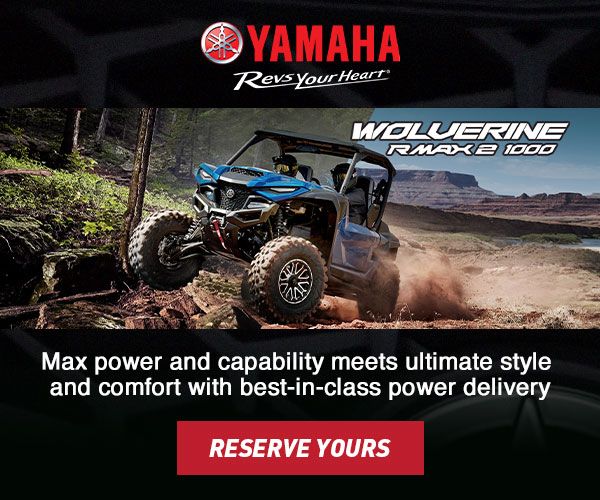 YAMAHA
Revs Your Heart
WOLVERINE
RMAX2 1000
Max power and capability meets ultimate style
and comfort with best-in-class power delivery
RESERVE YOURS